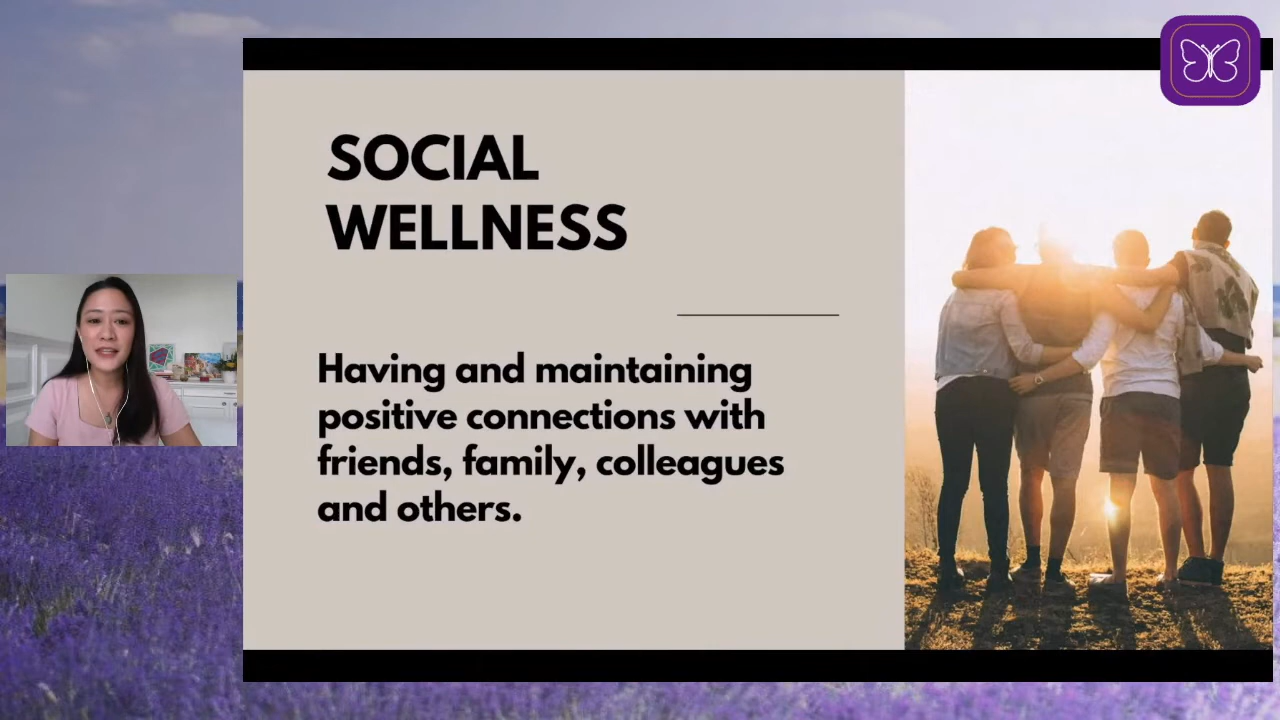 SOCIAL
WELLNESS
Having and maintaining
positive connections with
friends, family, colleagues
and others.